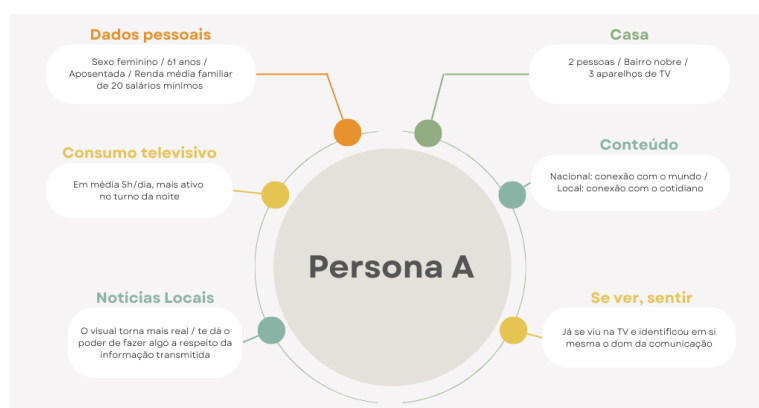 Dados pessoais
Sexo feminino / 61 anos /
Aposentada / Renda média familiar
de 20 salários mínimos
Casa
2 pessoas / Bairro nobre /
3 aparelhos de TV
Consumo televisivo
Em média 5h/dia, mais ativo
no turno da noite
Conteúdo
Nacional: conexão com o mundo /
Local: conexão com o cotidiano
Persona A
Notícias Locais
O visual torna mais real / te dá o
poder de fazer algo a respeito da
informação transmitida
Se ver, sentir
Já se viu na TV e identificou em si
mesma o dom da comunicação